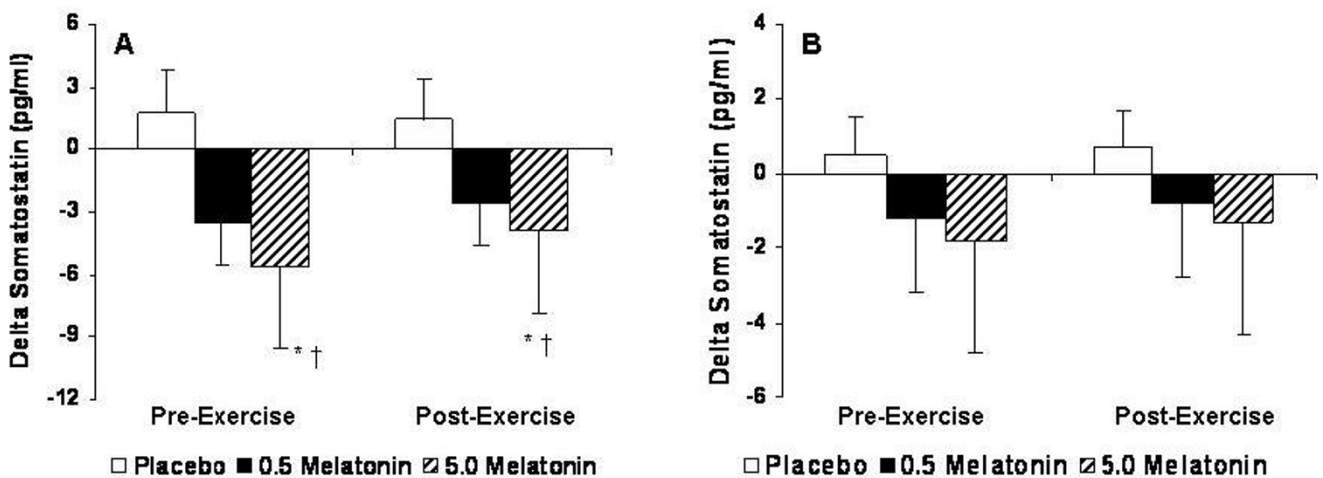 A
Delta Somatostatin (pg/ml)
6
3
0
-3
-6
-9
-12
* †
* †
Pre-Exercise
Post-Exercise
Placebo 0.5 Melatonin 5.0 Melatonin
B
Delta Somatostatin (pg/ml)
4
2
0
-2
-4
-6
Pre-Exercise
Post-Exercise
Placebo 0.5 Melatonin 5.0 Melatonin